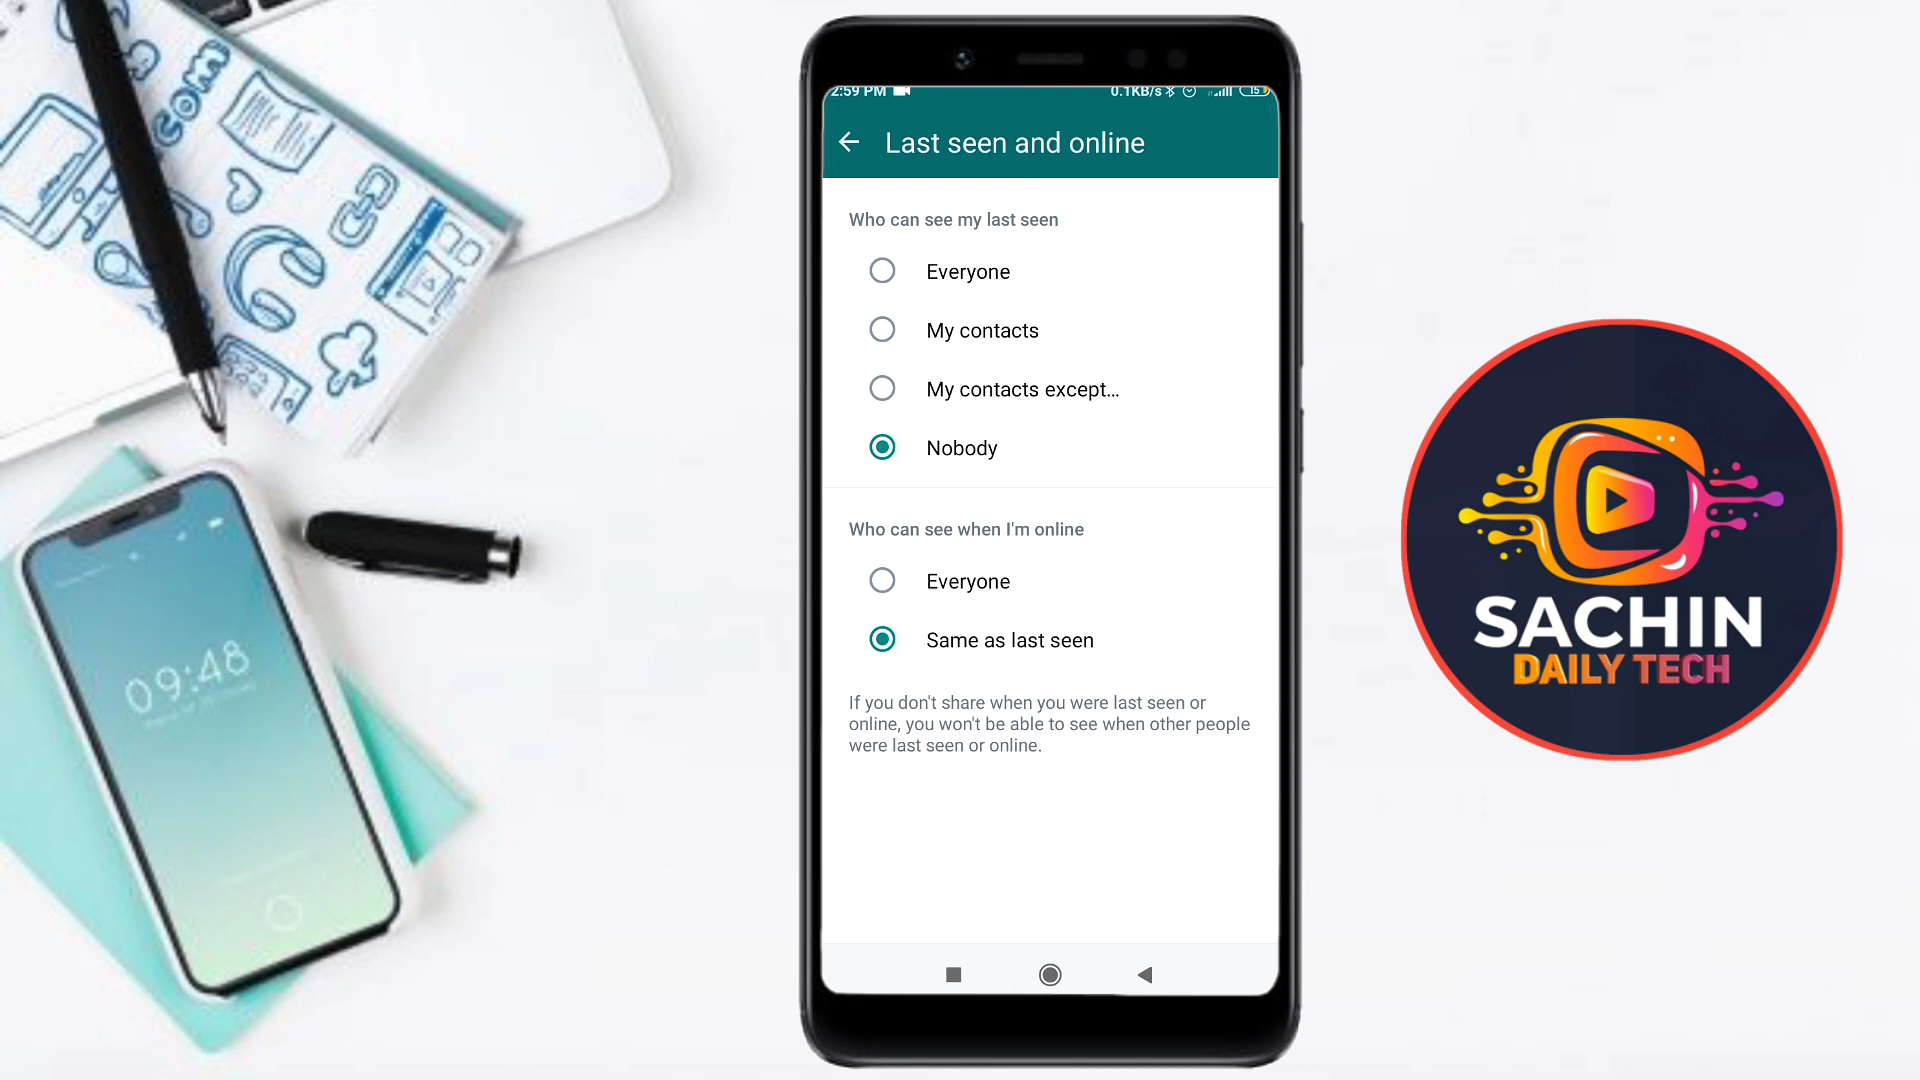 COM
09:48
2:59 PM
0.1KB/s
15
Last seen and online
Who can see my last seen
Everyone
My contacts
My contacts except...
Nobody
Who can see when I'm online
Everyone
Same as last seen
If you don't share when you were last seen or
online, you won't be able to see when other people
were last seen or online.
SACHIN
DAILY TECH